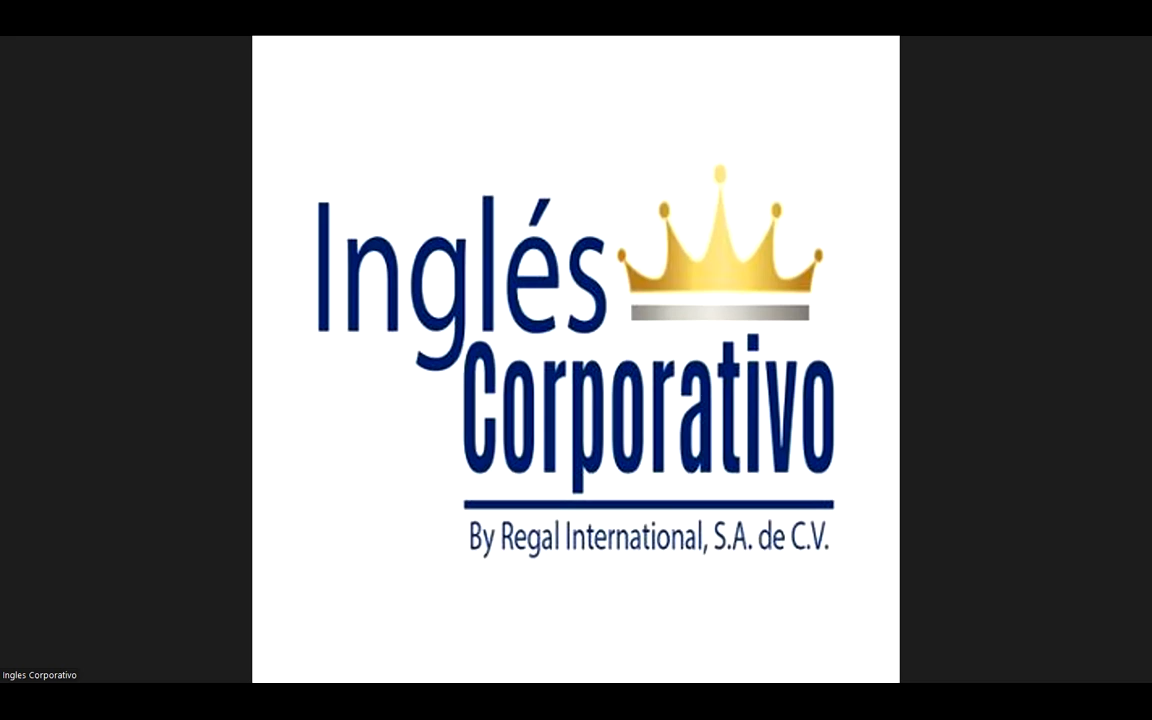 Inglés
Corporativo
By Regal International, S.A. de C.V.
Ingles Corporativo